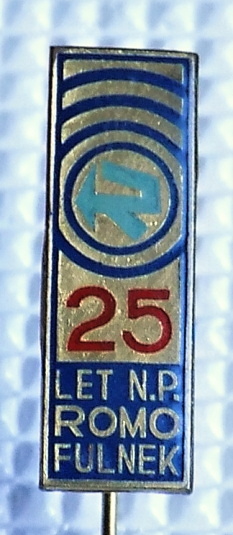 25
LET N.P.
ROMO
FULNEK